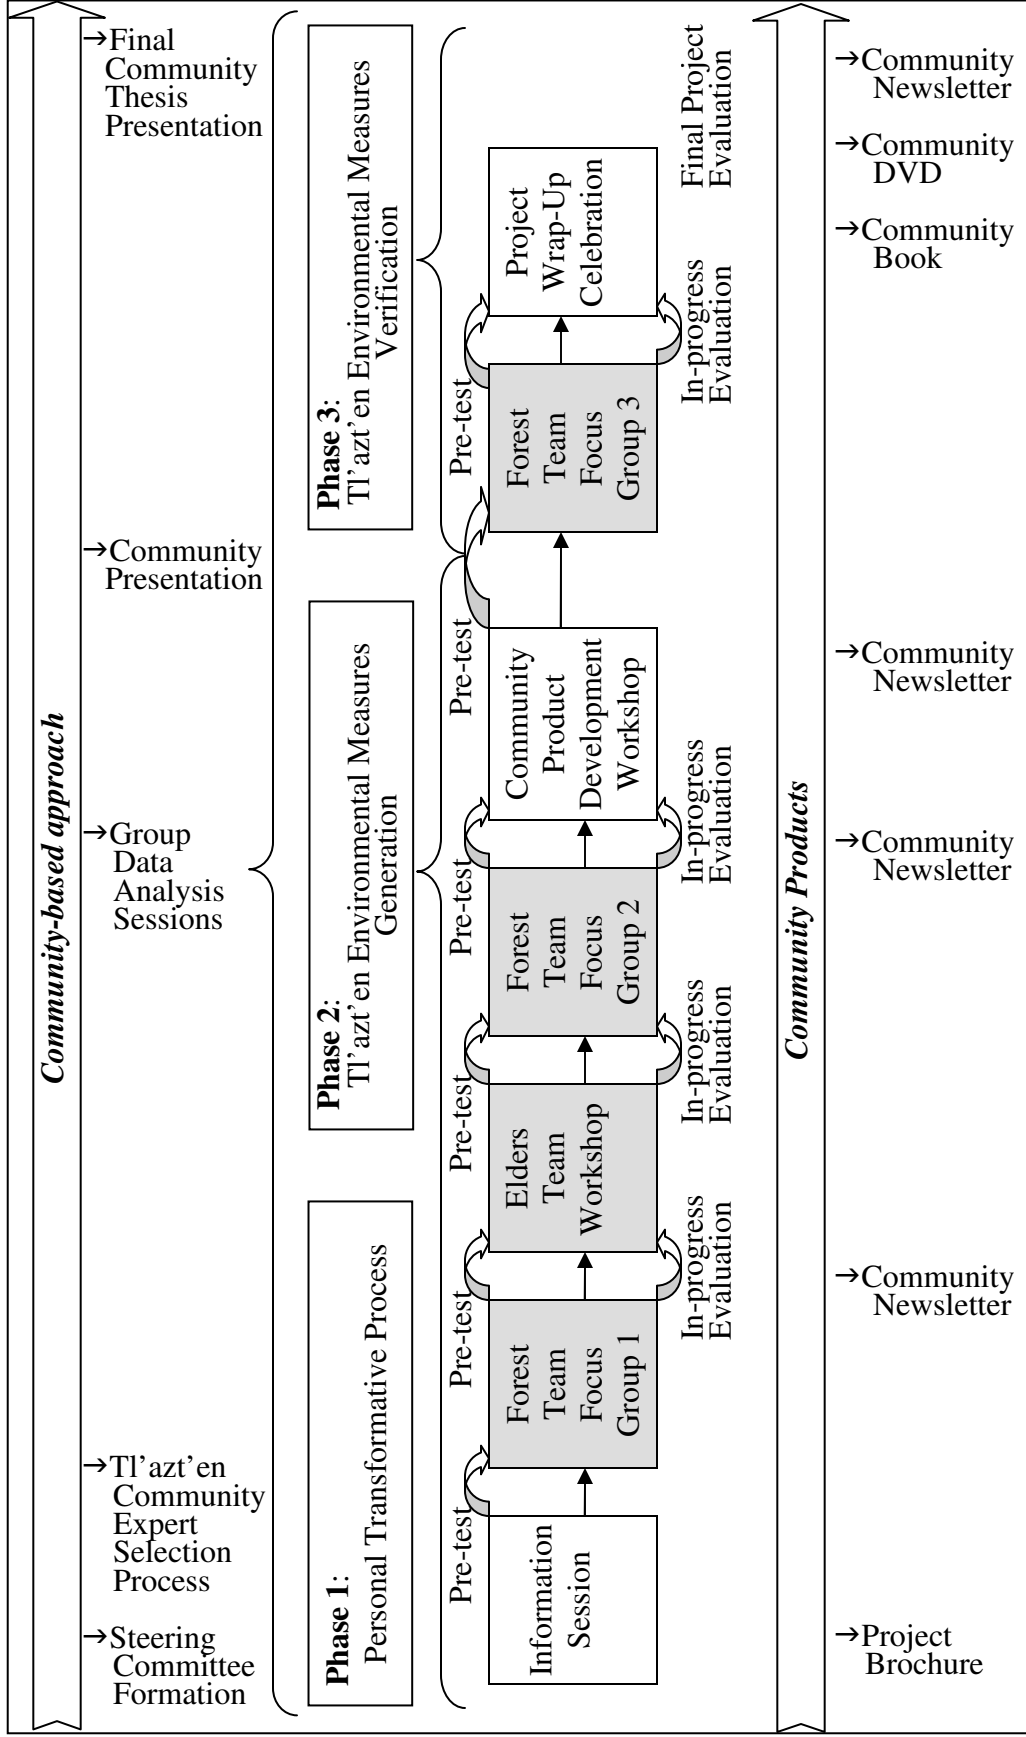 Community-based approach
→Steering
Committee
Formation
→Tl'azt'en
Community
Expert
Selection
Process
→Group
Data
Analysis
Sessions
→Community
Presentation
→Final
Community
Thesis
Presentation
Phase 1:
Personal Transformative Process
Phase 2:
Tl'azt'en Environmental Measures
Generation
Phase 3:
Tl'azt'en Environmental Measures
Verification
Pre-test
Pre-test
Pre-test
Pre-test
Pre-test
Pre-test
Information
Session
Forest
Team
Focus
Group 1
Elders
Team
Workshop
Forest
Team
Focus
Group 2
Community
Product
Development
Workshop
Forest
Team
Focus
Group 3
Project
Wrap-Up
Celebration
In-progress
Evaluation
In-progress
Evaluation
In-progress
Evaluation
In-progress
Evaluation
Final Project
Evaluation
Community Products
→Project
Brochure
→Community
Newsletter
→Community
Newsletter
→Community
Newsletter
→Community
Book
→Community
DVD
→Community
Newsletter